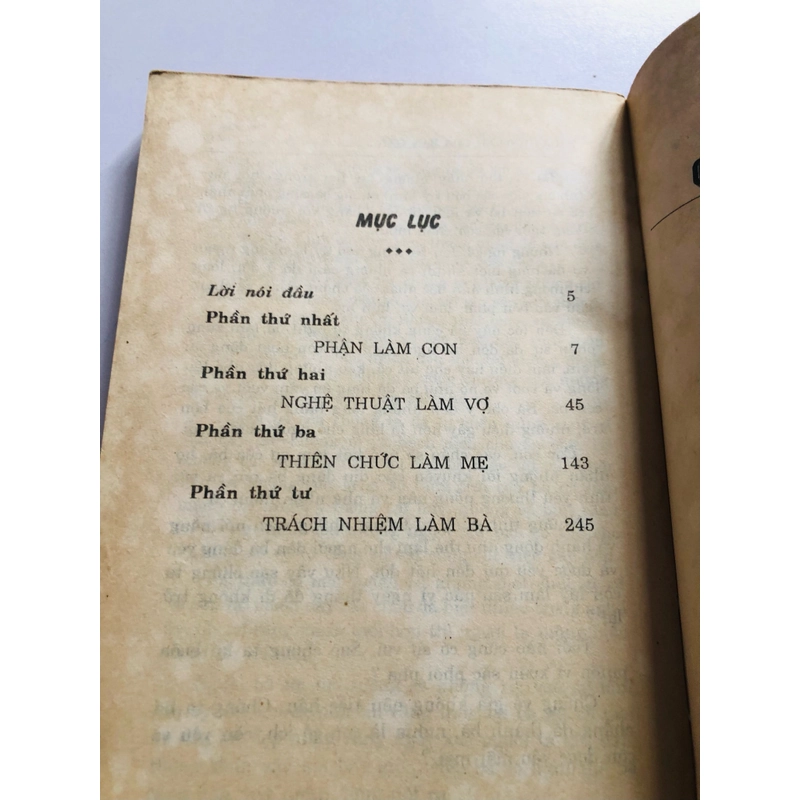 MỤC LỤC
Lời nói đầu 5
Phần thứ nhất
PHẬN LÀM CON 7
Phần thứ hai
NGHỆ THUẬT LÀM VỢ 45
Phần thứ ba
THIÊN CHỨC LÀM MẸ 143
Phần thứ tư
TRÁCH NHIỆM LÀM BÀ 245